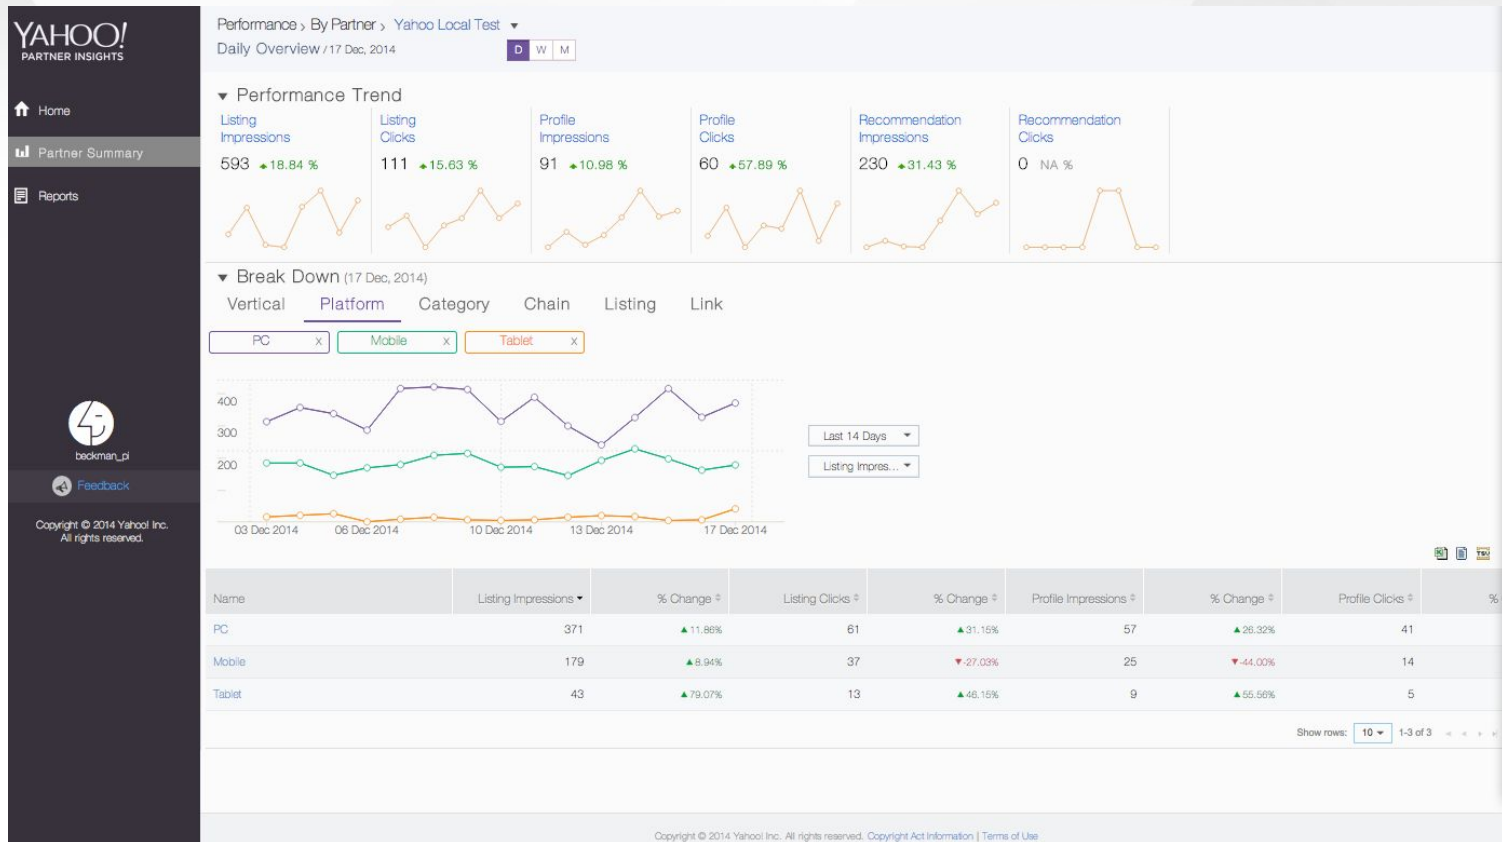 YAHOO!
PARTNER INSIGHTS
Home
Partner Summary
Reports
beckman_pi
Feedback
Copyright © 2014 Yahoo! Inc.
All rights reserved.
Performance > By Partner > Yahoo Local Test
Daily Overview / 17 Dec, 2014 D W M
Performance Trend
Listing Impressions
593 18.84 %
Listing Clicks
111 15.63 %
Profile Impressions
91 10.98 %
Profile Clicks
60 57.89 %
Recommendation Impressions
230 31.43 %
Recommendation Clicks
0 NA %
Break Down (17 Dec, 2014)
Vertical Platform Category Chain Listing Link
PC X Mobile X Tablet X
400
300
200
...
03 Dec 2014 06 Dec 2014 10 Dec 2014 13 Dec 2014 17 Dec 2014
Last 14 Days
Listing Impres...
TSV
Name Listing Impressions % Change Listing Clicks % Change Profile Impressions % Change Profile Clicks %
PC 371 11.86% 61 31.15% 57 26.32% 41
Mobile 179 8.94% 37 -27.03% 25 -44.00% 14
Tablet 43 79.07% 13 46.15% 9 55.56% 5
Show rows: 10 1-3 of 3
Copyright © 2014 Yahoo! Inc. All rights reserved. Copyright Act Information | Terms of Use